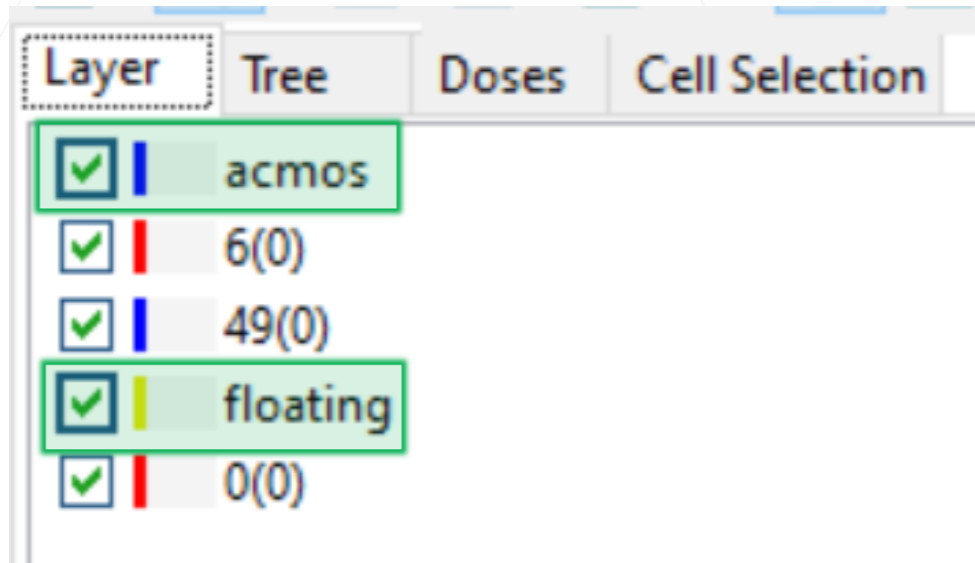 Layer Tree Doses Cell Selection
acmos
6(0)
49(0)
floating
0(0)